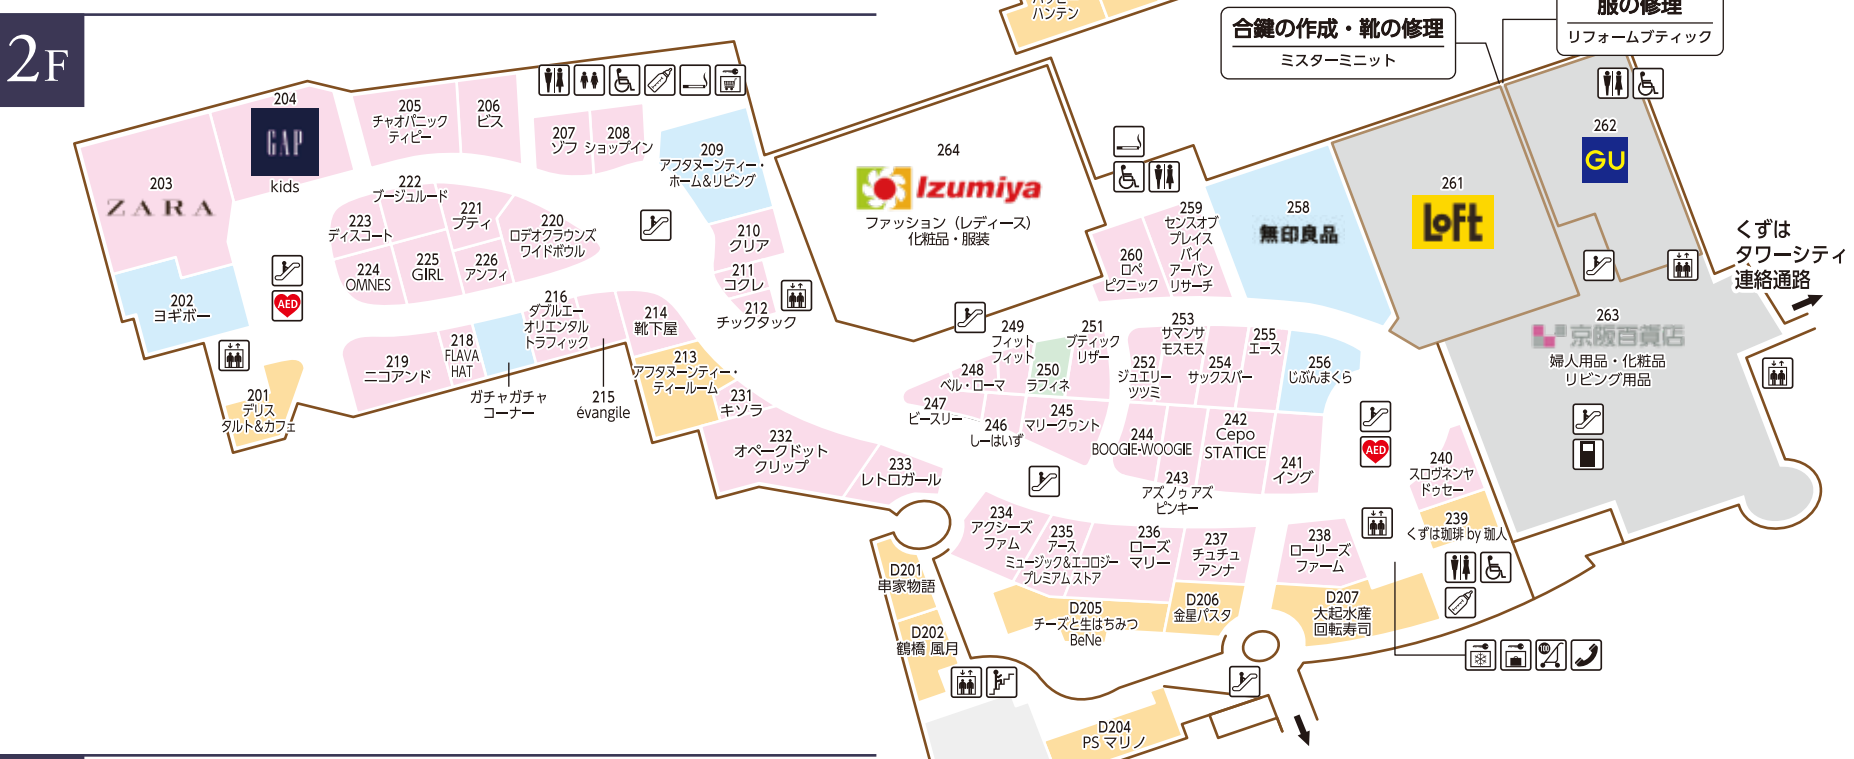 2F
ハンテン
合鍵の作成・靴の修理
ミスターミニット
服の修理
リフォームブティック
203
ZARA
204
GAP
kids
205
チャオパニック
ティピー
206
ビス
207
ゾフ
208
ショップイン
209
アフタヌーンティー・
ホーム&リビング
210
クリア
211
コクレ
212
チックタック
222
ブージュルード
223
ディスコート
221
プティ
220
ロデオクラウンズ
ワイドボウル
224
OMNES
225
GIRL
226
アンフィ
202
ヨギボー
AED
201
デリス
タルト&カフェ
219
ニコアンド
218
FLAVA
HAT
ガチャガチャ
コーナー
216
ダブルエー
オリエンタル
トラフィック
215
évangile
214
靴下屋
213
アフタヌーンティー・
ティールーム
231
キソラ
232
オペークドット
クリップ
233
レトロガール
264
Izumiya
ファッション（レディース）
化粧品・服装
260
ロペ
ピクニック
259
センスオブ
プレイス
バイ
アーバン
リサーチ
258
無印良品
261
Loft
262
GU
263
京阪百貨店
婦人用品・化粧品
リビング用品
くずは
タワーシティ
連絡通路
249
フィット
フィット
251
ブティック
リザー
248
ベル・ローマ
250
ラフィネ
247
ビースリー
246
しーはいず
245
マリークヮント
253
サマンサ
モスモス
252
ジュエリー
ツツミ
254
サックスバー
255
エース
256
じぶんまくら
244
BOOGIE-WOOGIE
242
Cepo
STATICE
243
アズ ノゥ アズ
ピンキー
241
イング
AED
240
スロヴェンヤ
ドゥセー
239
くずは珈琲 by 珈人
234
アクシーズ
ファム
235
アース
ミュージック&エコロジー
プレミアム ストア
236
ローズ
マリー
237
チュチュ
アンナ
238
ローリーズ
ファーム
D201
串家物語
D202
鶴橋 風月
D205
チーズと生はちみつ
BeNe
D206
金星パスタ
D207
大起水産
回転寿司
100
D204
PS マリノ